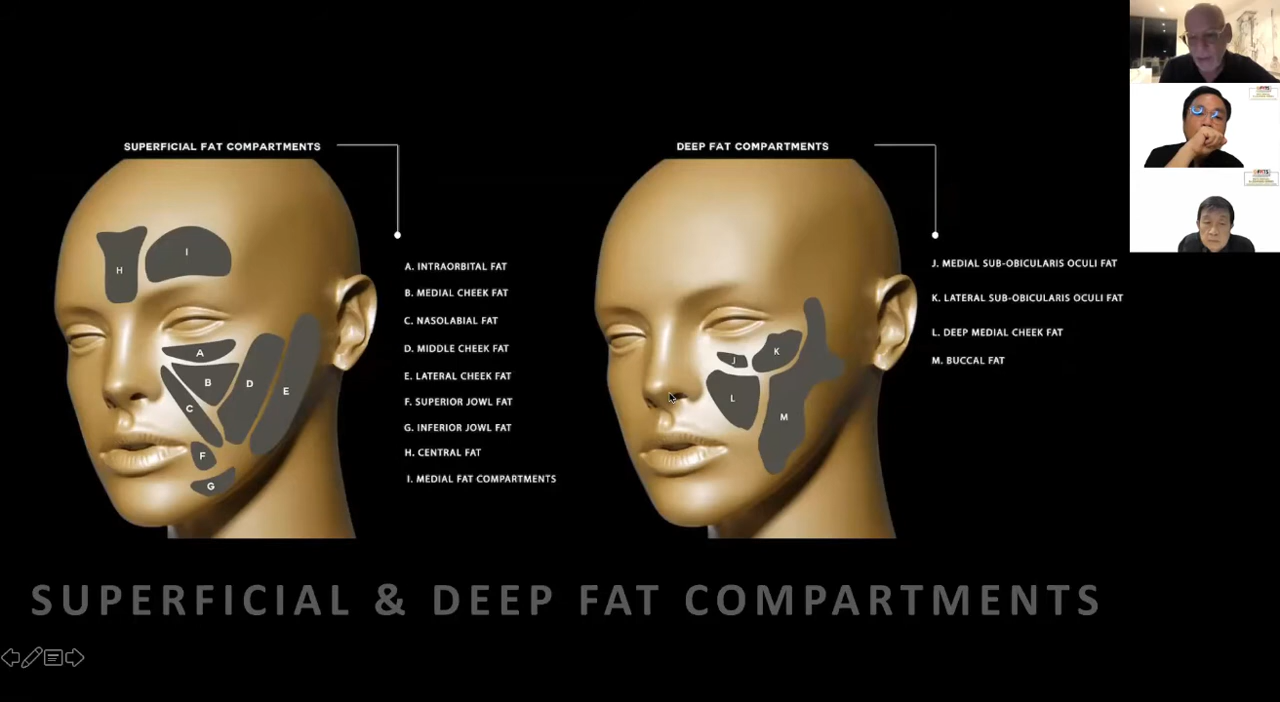 SUPERFICIAL FAT COMPARTMENTS
H
I
A
B
C
D
E
F
G
A. INTRAORBITAL FAT
B. MEDIAL CHEEK FAT
C. NASOLABIAL FAT
D. MIDDLE CHEEK FAT
E. LATERAL CHEEK FAT
F. SUPERIOR JOWL FAT
G. INFERIOR JOWL FAT
H. CENTRAL FAT
I. MEDIAL FAT COMPARTMENTS
DEEP FAT COMPARTMENTS
J
K
L
M
J. MEDIAL SUB-OBICULARIS OCULI FAT
K. LATERAL SUB-OBICULARIS OCULI FAT
L. DEEP MEDIAL CHEEK FAT
M. BUCCAL FAT
SUPERFICIAL & DEEP FAT COMPARTMENTS